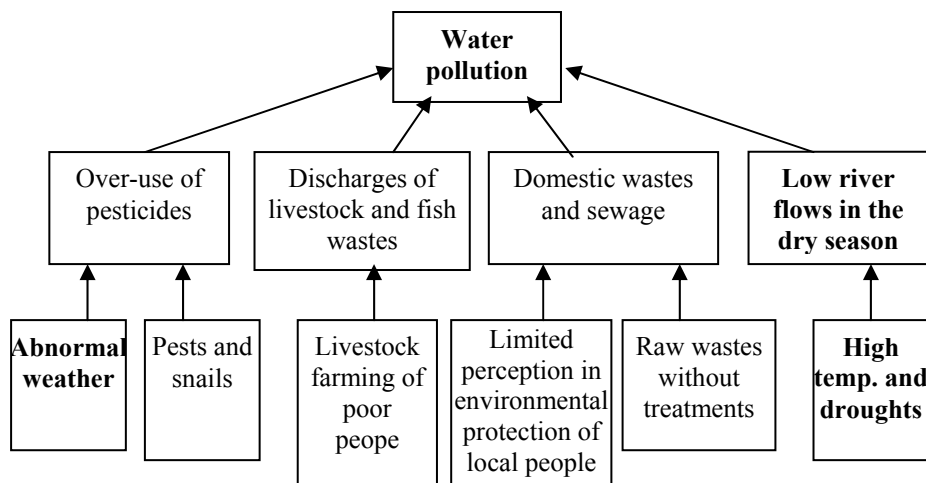 Water
pollution
Over-use of
pesticides
Discharges of
livestock and fish
wastes
Domestic wastes
and sewage
Low river
flows in the
dry season
Abnormal
weather
Pests and
snails
Livestock
farming of
poor
peope
Limited
perception in
environmental
protection of
local people
Raw wastes
without
treatments
High
temp. and
droughts